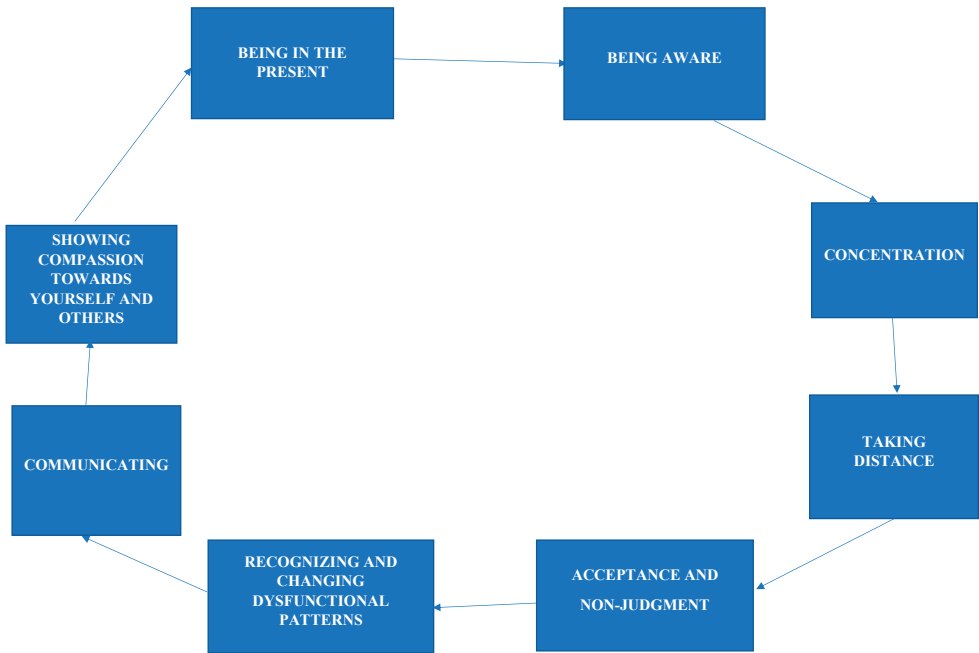 BEING IN THE
PRESENT
BEING AWARE
CONCENTRATION
TAKING
DISTANCE
ACCEPTANCE AND
NON-JUDGMENT
RECOGNIZING AND
CHANGING
DYSFUNCTIONAL
PATTERNS
COMMUNICATING
SHOWING
COMPASSION
TOWARDS
YOURSELF AND
OTHERS